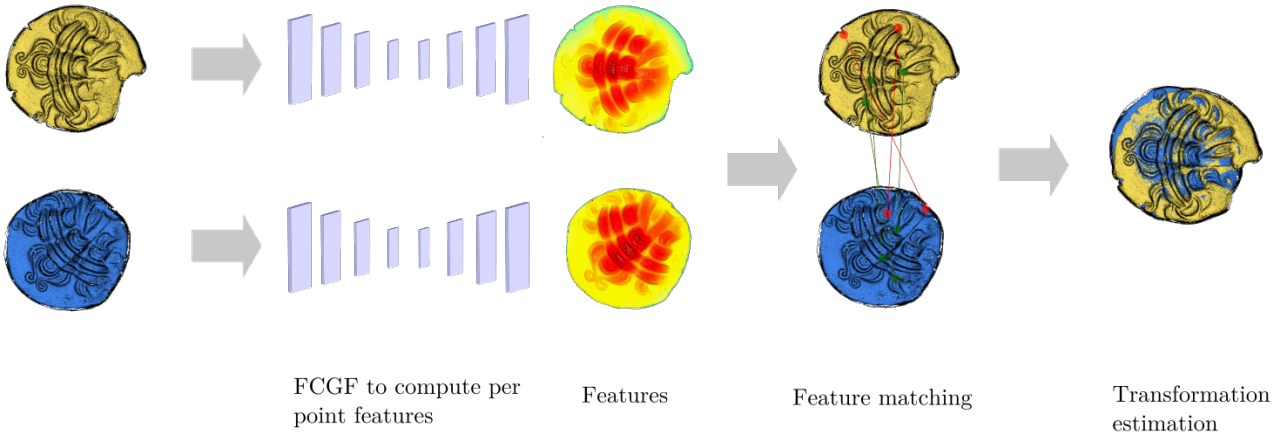 FCGF to compute per
point features
Features
Feature matching
Transformation
estimation